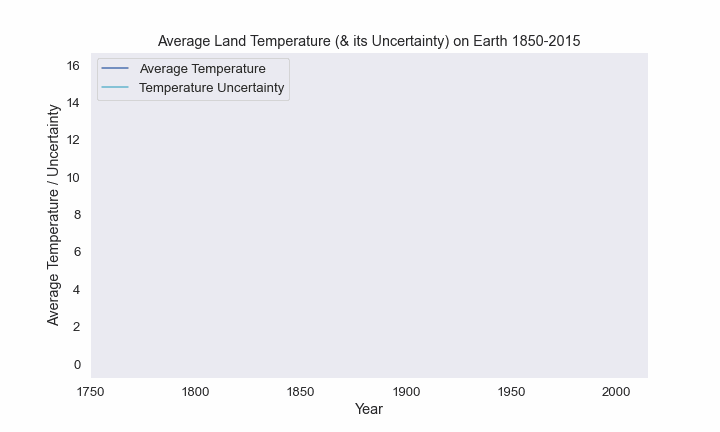 Average Land Temperature (& its Uncertainty) on Earth 1850-2015
Average Temperature
Temperature Uncertainty
Average Temperature / Uncertainty
16
14
12
10
8
6
4
2
0
1750 1800 1850 1900 1950 2000
Year